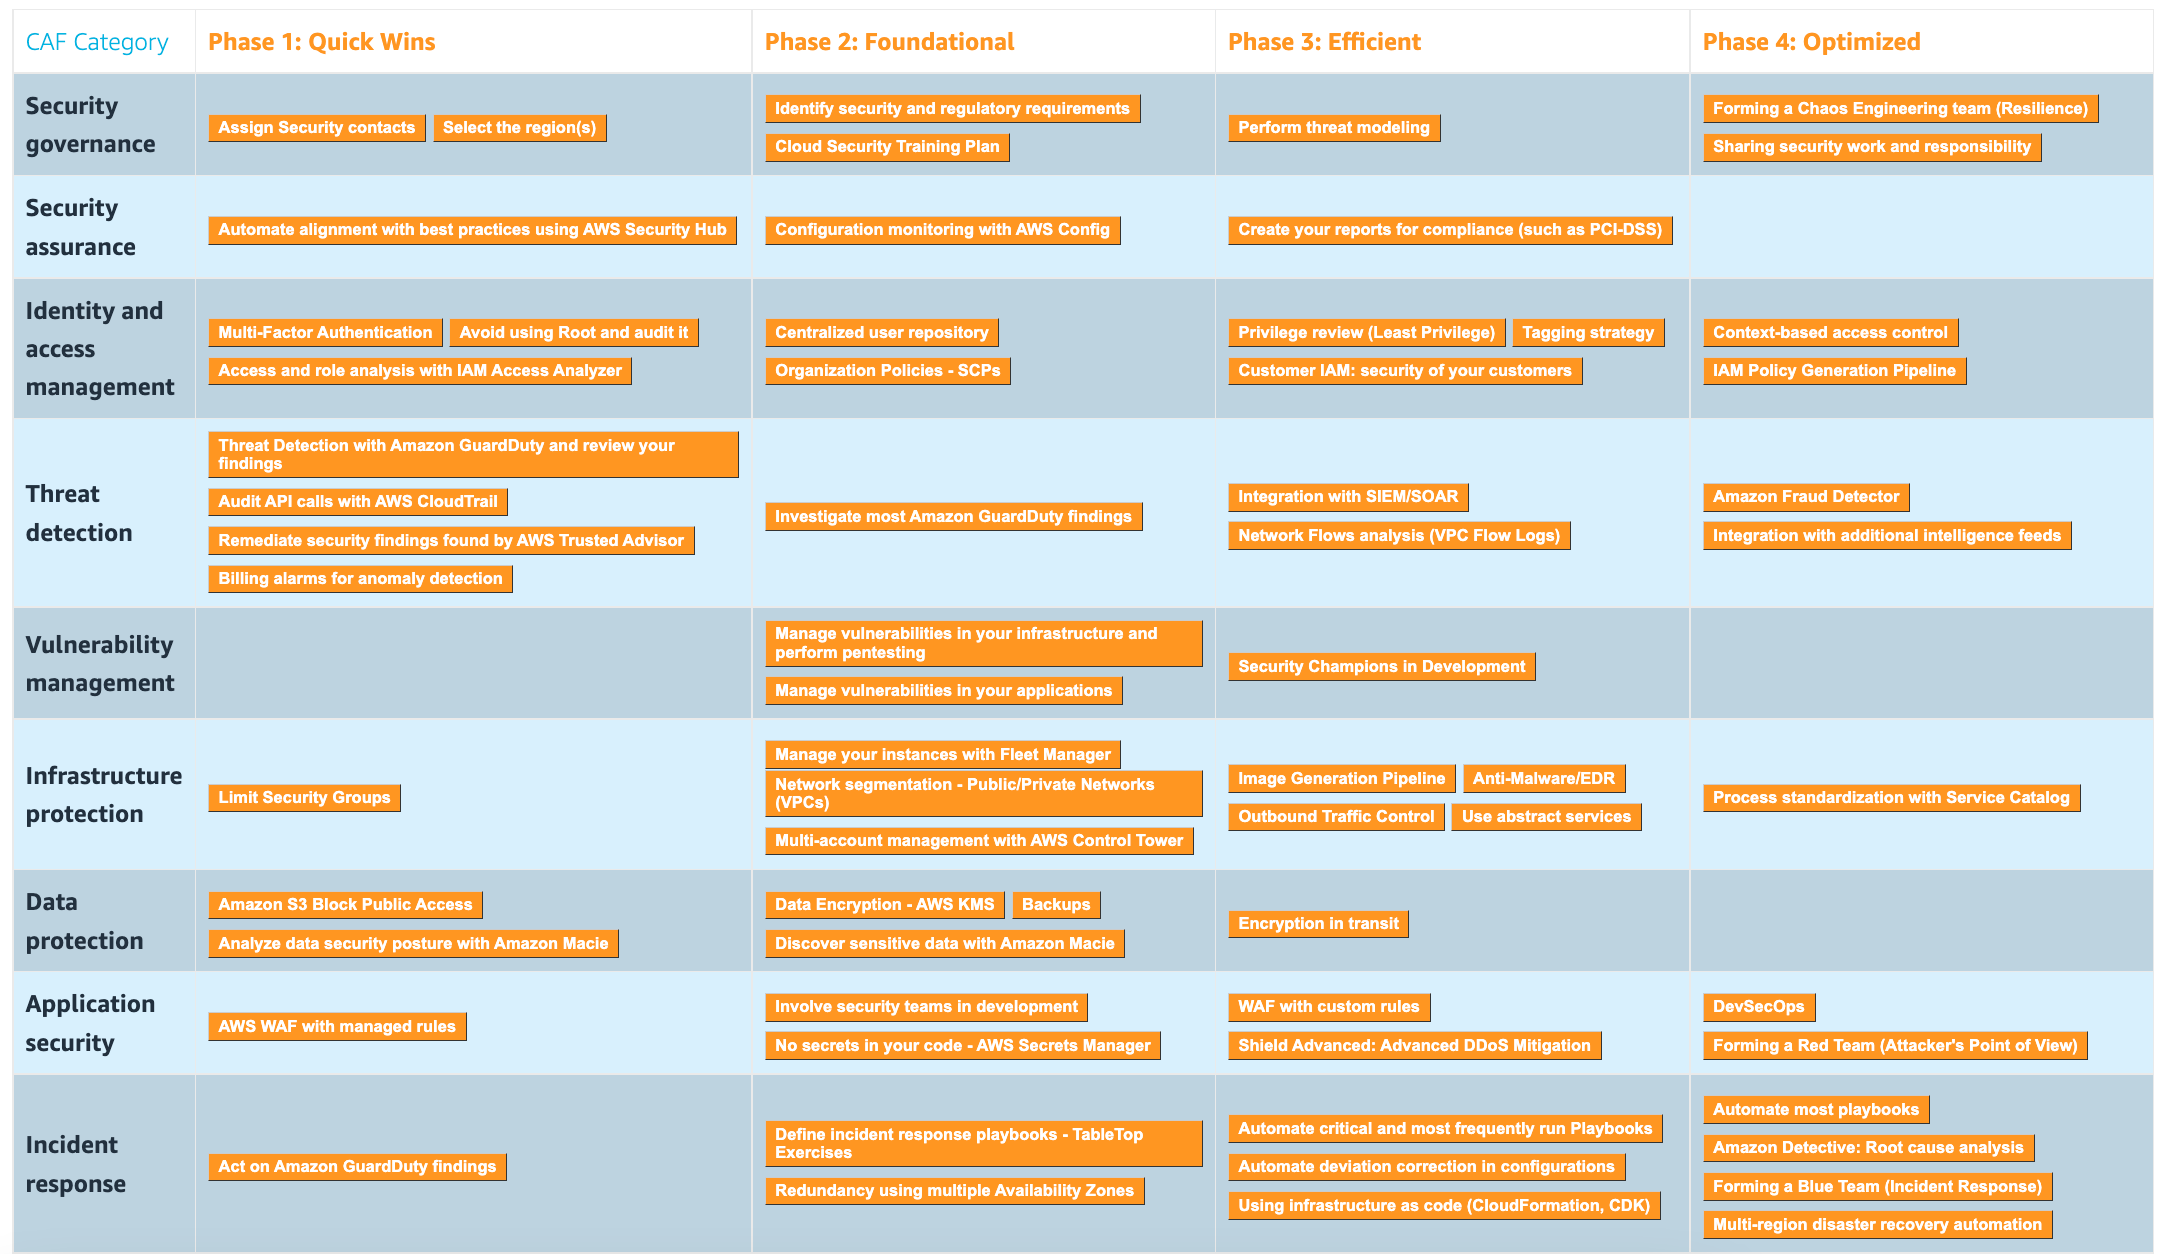 CAF Category
Phase 1: Quick Wins
Phase 2: Foundational
Phase 3: Efficient
Phase 4: Optimized
Security
governance
Assign Security contacts
Select the region(s)
Identify security and regulatory requirements
Cloud Security Training Plan
Perform threat modeling
Forming a Chaos Engineering team (Resilience)
Sharing security work and responsibility
Security
assurance
Automate alignment with best practices using AWS Security Hub
Configuration monitoring with AWS Config
Create your reports for compliance (such as PCI-DSS)
Identity and
access
management
Multi-Factor Authentication
Avoid using Root and audit it
Access and role analysis with IAM Access Analyzer
Centralized user repository
Organization Policies - SCPs
Privilege review (Least Privilege)
Tagging strategy
Customer IAM: security of your customers
Context-based access control
IAM Policy Generation Pipeline
Threat
detection
Threat Detection with Amazon GuardDuty and review your
findings
Audit API calls with AWS CloudTrail
Remediate security findings found by AWS Trusted Advisor
Billing alarms for anomaly detection
Investigate most Amazon GuardDuty findings
Integration with SIEM/SOAR
Network Flows analysis (VPC Flow Logs)
Amazon Fraud Detector
Integration with additional intelligence feeds
Vulnerability
management
Manage vulnerabilities in your infrastructure and
perform pentesting
Manage vulnerabilities in your applications
Security Champions in Development
Infrastructure
protection
Limit Security Groups
Manage your instances with Fleet Manager
Network segmentation - Public/Private Networks
(VPCs)
Multi-account management with AWS Control Tower
Image Generation Pipeline
Anti-Malware/EDR
Outbound Traffic Control
Use abstract services
Process standardization with Service Catalog
Data
protection
Amazon S3 Block Public Access
Analyze data security posture with Amazon Macie
Data Encryption - AWS KMS
Backups
Discover sensitive data with Amazon Macie
Encryption in transit
Application
security
AWS WAF with managed rules
Involve security teams in development
No secrets in your code - AWS Secrets Manager
WAF with custom rules
Shield Advanced: Advanced DDoS Mitigation
DevSecOps
Forming a Red Team (Attacker's Point of View)
Incident
response
Act on Amazon GuardDuty findings
Define incident response playbooks - TableTop
Exercises
Redundancy using multiple Availability Zones
Automate critical and most frequently run Playbooks
Automate deviation correction in configurations
Using infrastructure as code (CloudFormation, CDK)
Automate most playbooks
Amazon Detective: Root cause analysis
Forming a Blue Team (Incident Response)
Multi-region disaster recovery automation